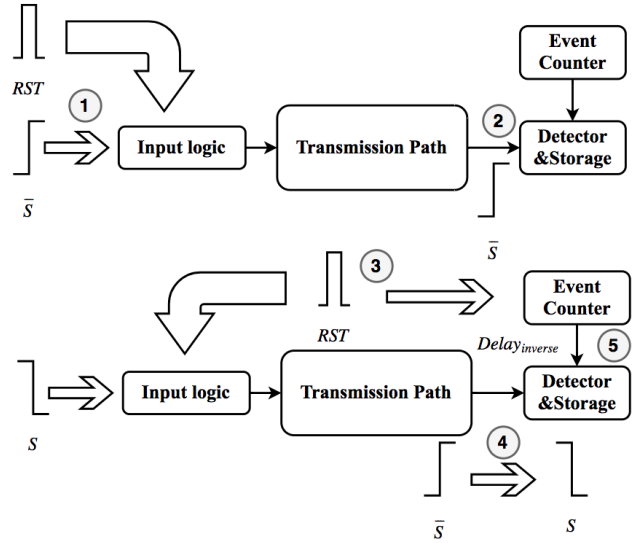 RST
1
S̄
Input logic
Transmission Path
2
S̄
Event
Counter
Detector
&Storage
3
RST
Event
Counter
Delay_inverse
5
S
Input logic
Transmission Path
Detector
&Storage
4
S̄
S